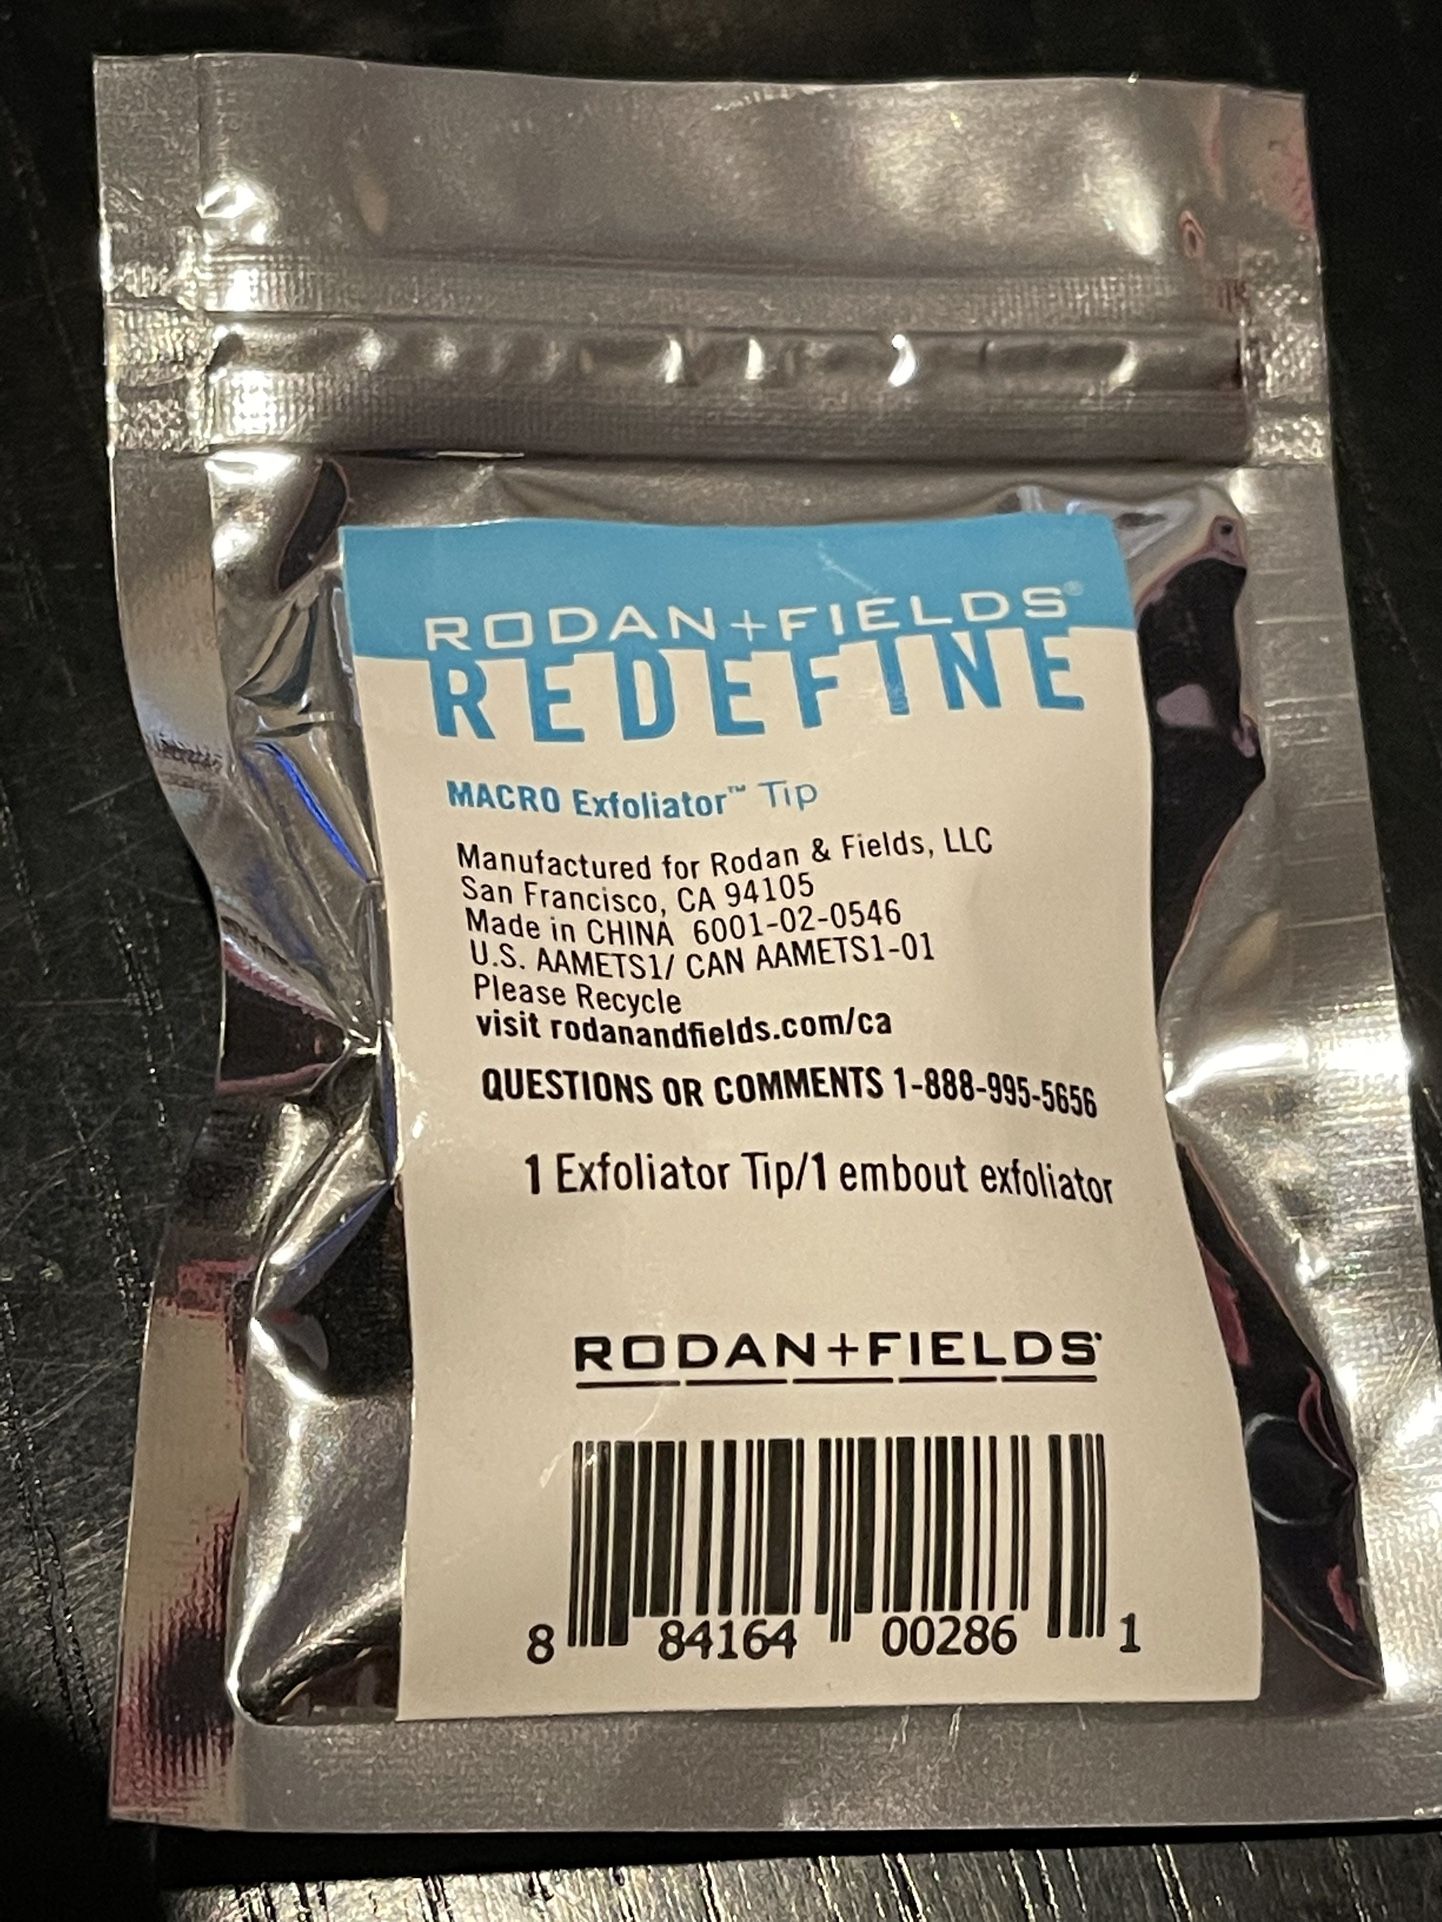 RODAN+FIELDS®
REDEFINE
MACRO Exfoliator™ Tip
Manufactured for Rodan & Fields, LLC
San Francisco, CA 94105
Made in CHINA 6001-02-0546
U.S. AAMETS1/ CAN AAMETS1-01
Please Recycle
visit rodanandfields.com/ca
QUESTIONS OR COMMENTS 1-888-995-5656
1 Exfoliator Tip/1 embout exfoliator
RODAN+FIELDS®
8 84164 00286 1